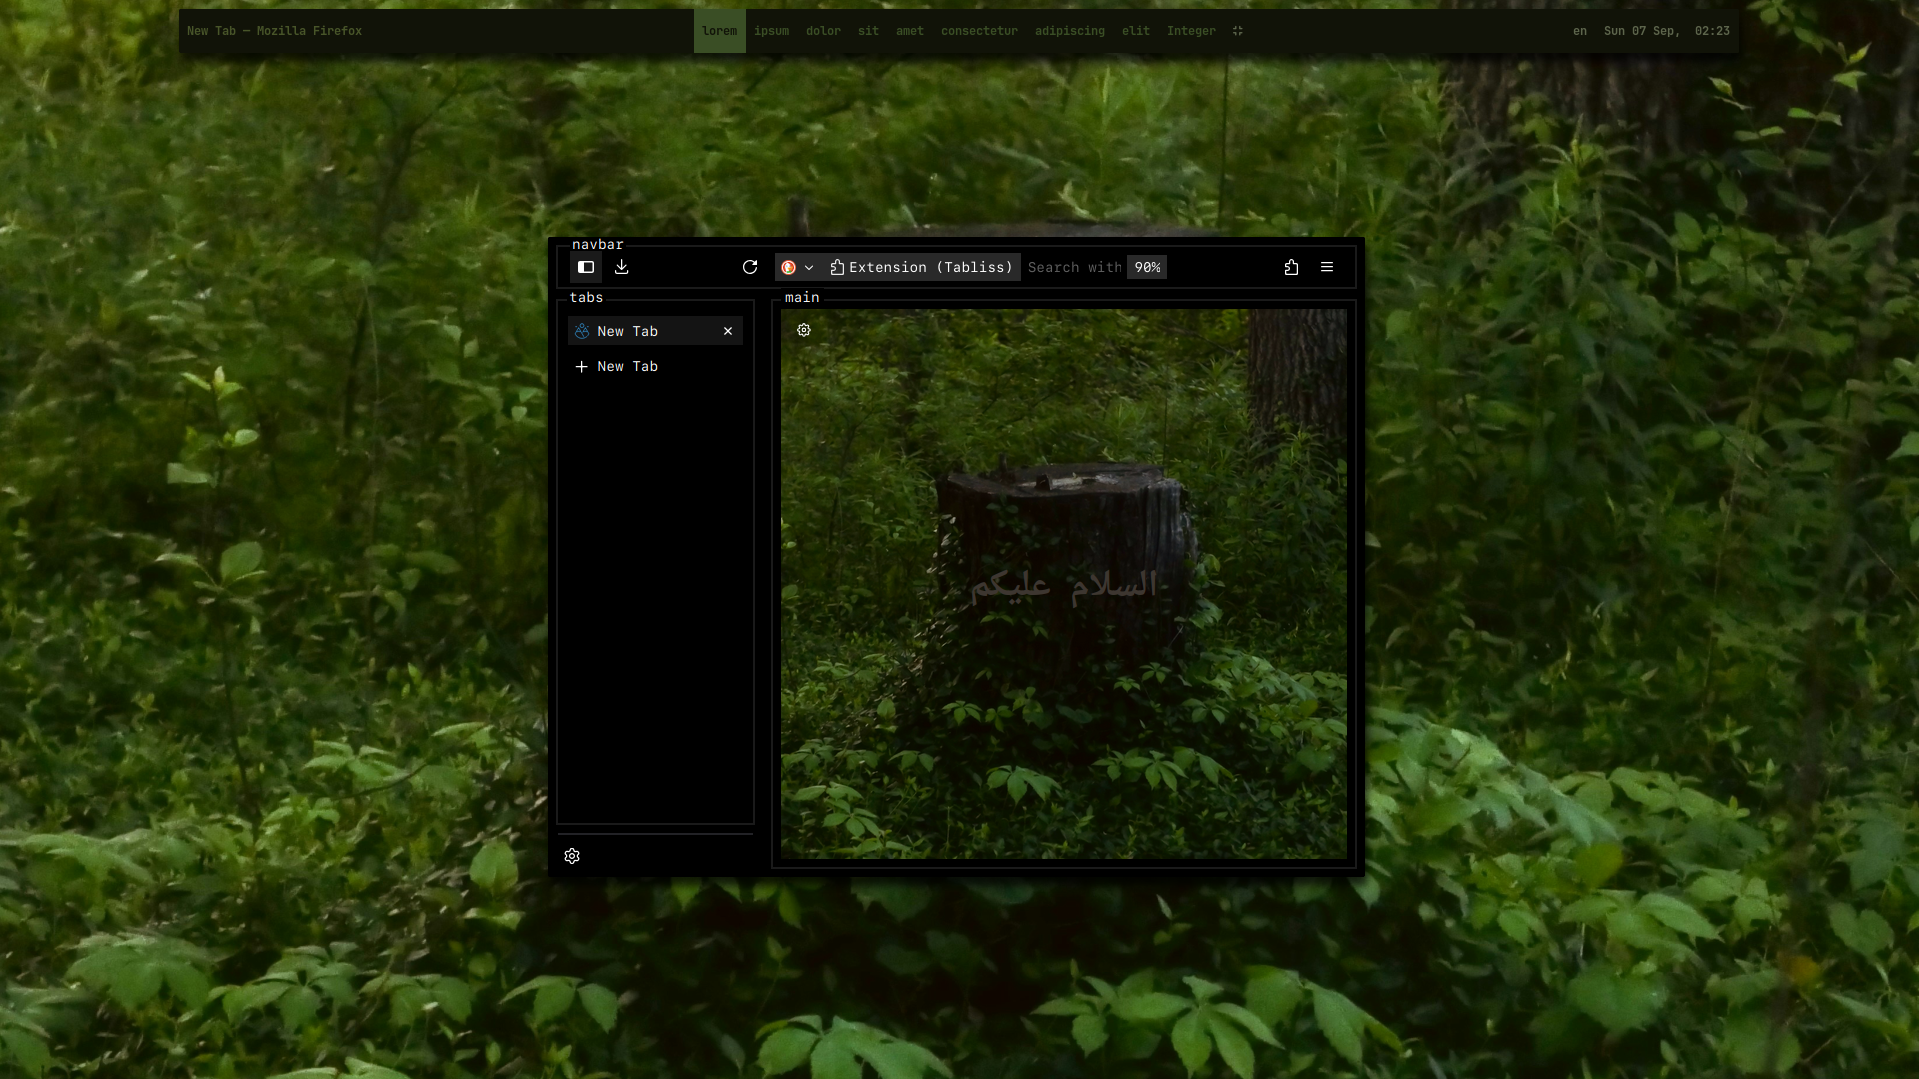 New Tab — Mozilla Firefox
lorem ipsum dolor sit amet consectetur adipiscing elit Integer
en Sun 07 Sep, 02:23
navbar
Extension (Tabliss) Search with 90%
tabs
New Tab
New Tab
main
السلام عليكم